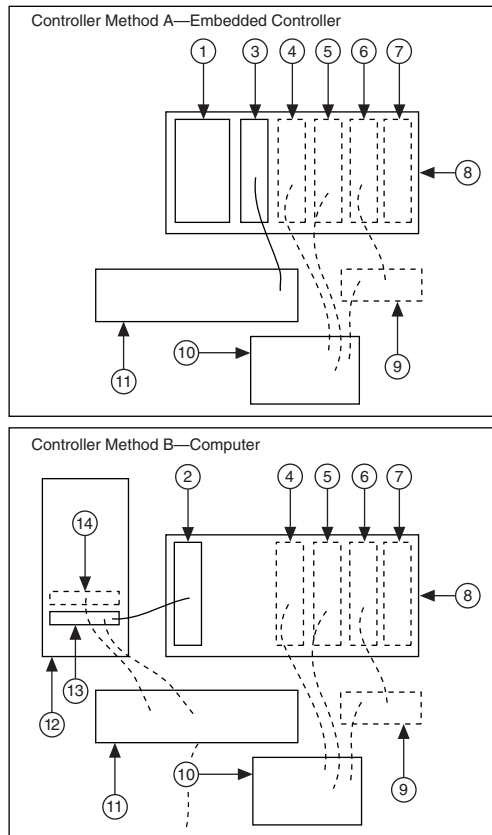 Controller Method A—Embedded Controller
1 3 4 5 6 7
8
10
9
11
Controller Method B—Computer
2 4 5 6 7
14
8
13
12
10
9
11